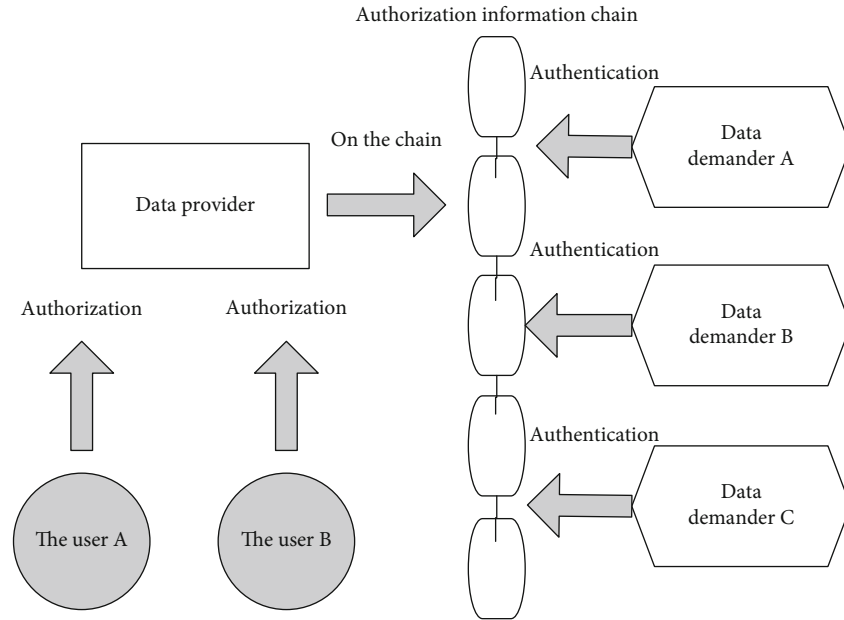 Authorization information chain
Authentication
Data
demander A
On the chain
Data provider
Authentication
Authorization
Authorization
Data
demander B
Authentication
Data
demander C
The user A
The user B